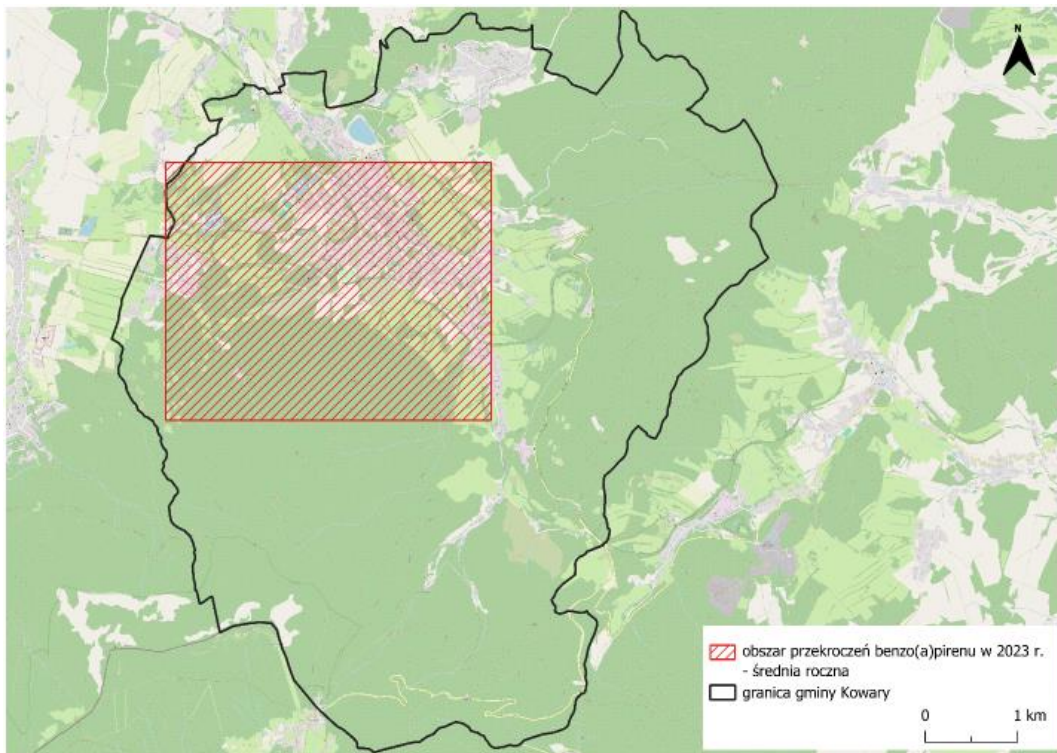 N
obszar przekroczeń benzo(a)pirenu w 2023 r.
- średnia roczna
granica gminy Kowary
0 1 km